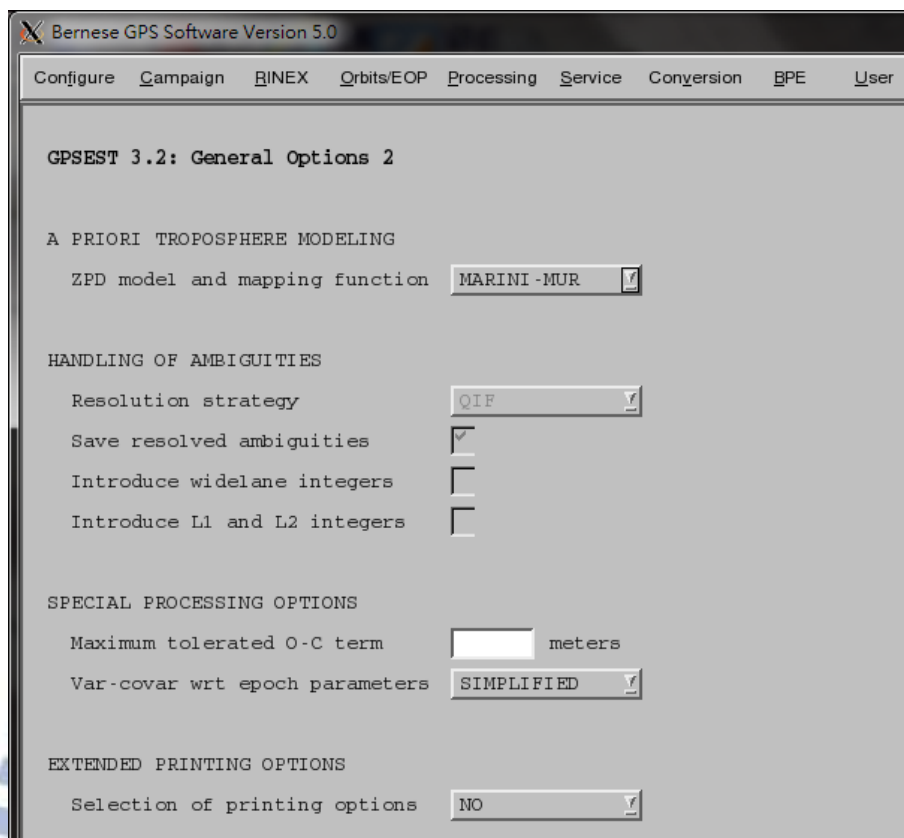 Bernese GPS Software Version 5.0
Configure Campaign RINEX Orbits/EOP Processing Service Conversion BPE User
GPSEST 3.2: General Options 2
A PRIORI TROPOSPHERE MODELING
ZPD model and mapping function MARINI-MUR
HANDLING OF AMBIGUITIES
Resolution strategy QIF
Save resolved ambiguities
Introduce widelane integers
Introduce L1 and L2 integers
SPECIAL PROCESSING OPTIONS
Maximum tolerated O-C term meters
Var-covar wrt epoch parameters SIMPLIFIED
EXTENDED PRINTING OPTIONS
Selection of printing options NO